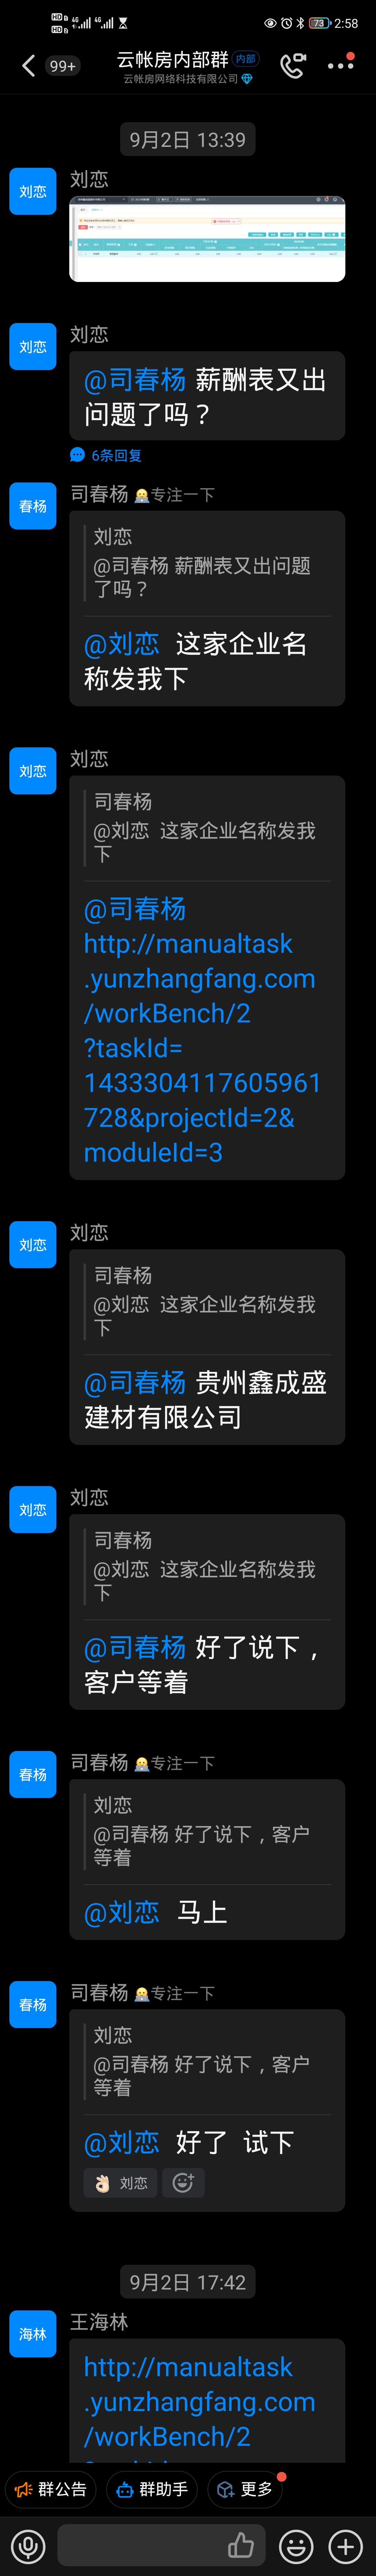 2:58
73
99+
云帐房内部群 内部
云帐房网络科技有限公司
9月2日 13:39
刘恋
刘恋
刘恋
刘恋
@司春杨 薪酬表又出
问题了吗？
6条回复
春杨
司春杨 专注一下
刘恋
@司春杨 薪酬表又出问题
了吗？
@刘恋 这家企业名
称发我下
刘恋
刘恋
司春杨
@刘恋 这家企业名称发我
下
@司春杨
http://manualtask
.yunzhangfang.com
/workBench/2
?taskId=
1433304117605961
728&projectId=2&
moduleId=3
刘恋
刘恋
司春杨
@刘恋 这家企业名称发我
下
@司春杨 贵州鑫成盛
建材有限公司
刘恋
刘恋
司春杨
@刘恋 这家企业名称发我
下
@司春杨 好了说下，
客户等着
春杨
司春杨 专注一下
刘恋
@司春杨 好了说下，客户
等着
@刘恋 马上
春杨
司春杨 专注一下
刘恋
@司春杨 好了说下，客户
等着
@刘恋 好了 试下
刘恋
9月2日 17:42
海林
王海林
http://manualtask
.yunzhangfang.com
/workBench/2
群公告
群助手
更多